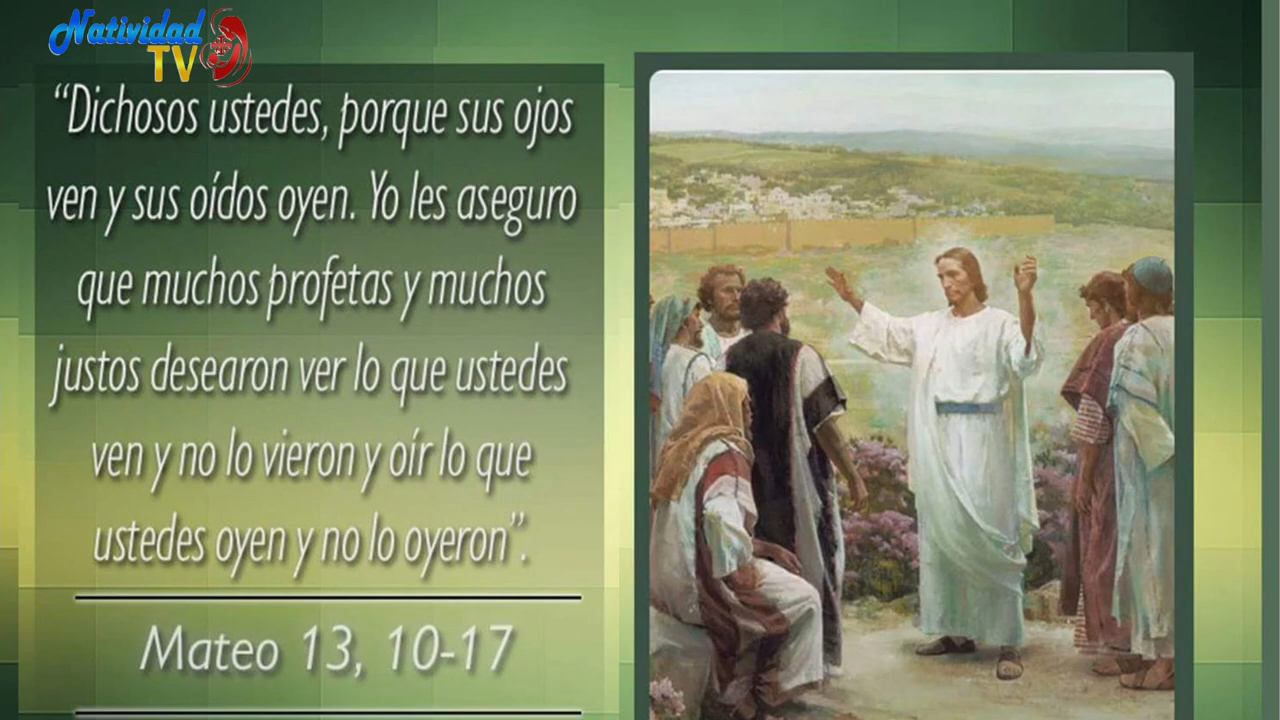 Natividad
TV
“Dichosos ustedes, porque sus ojos
ven y sus oídos oyen. Yo les aseguro
que muchos profetas y muchos
justos desearon ver lo que ustedes
ven y no lo vieron y oír lo que
ustedes oyen y no lo oyeron”.
Mateo 13, 10-17